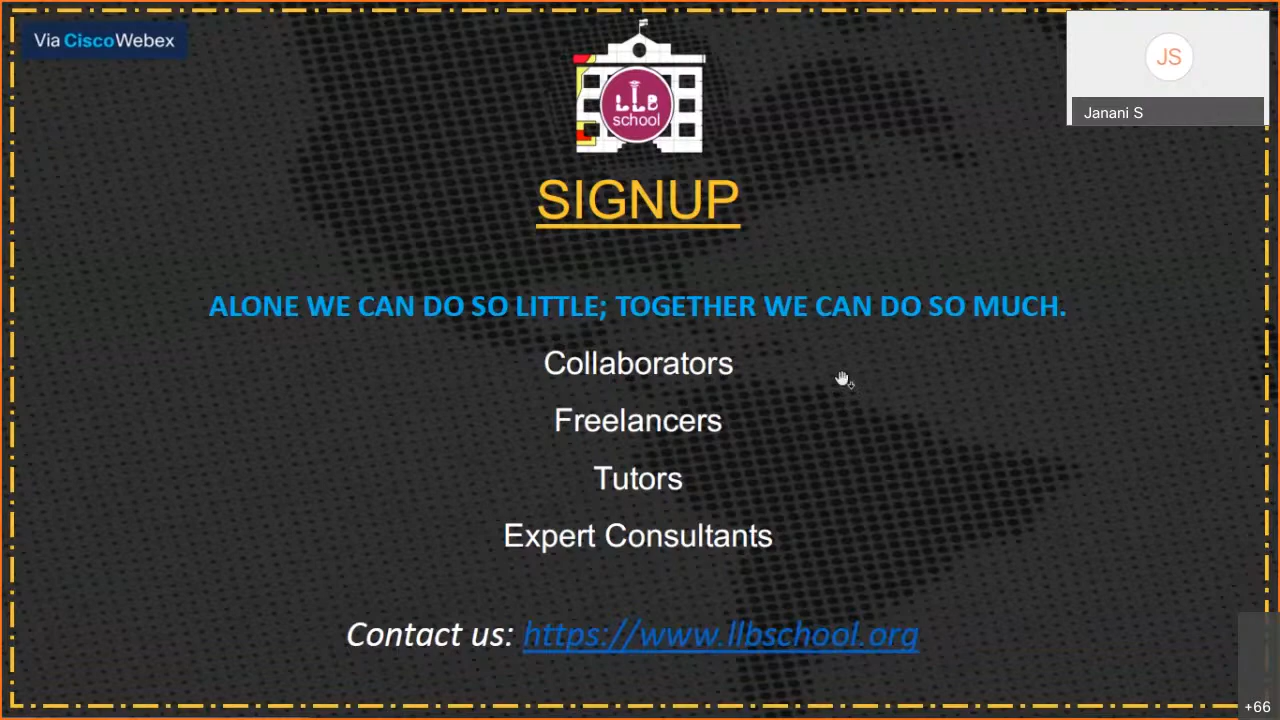 Via CiscoWebex
JS
Janani S
LLB
school
SIGNUP
ALONE WE CAN DO SO LITTLE; TOGETHER WE CAN DO SO MUCH.
Collaborators
Freelancers
Tutors
Expert Consultants
Contact us: https://www.llbschool.org
+66